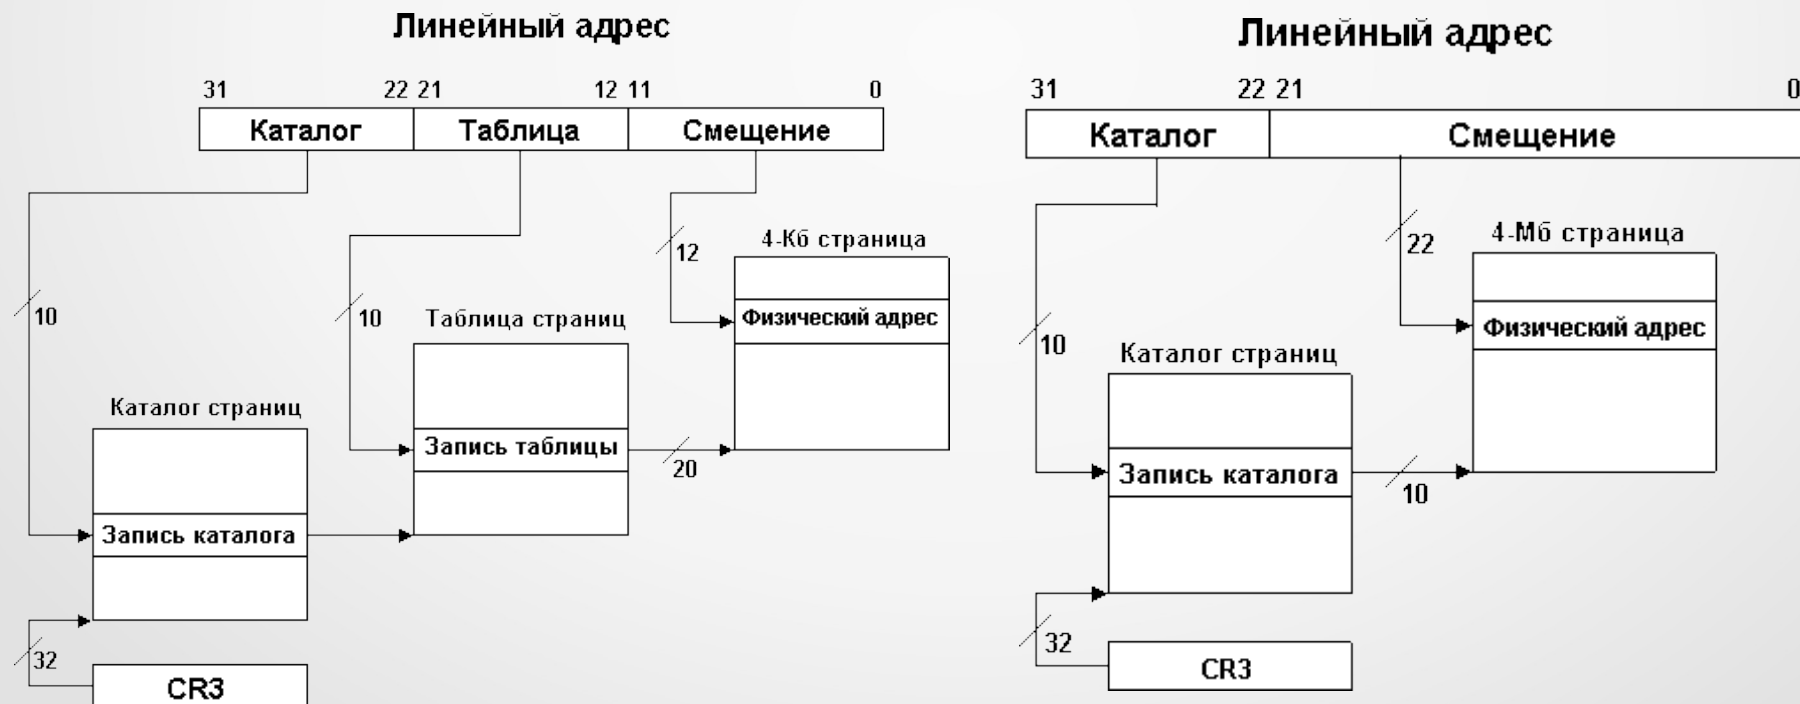 Линейный адрес
31 22 21 12 11 0
Каталог Таблица Смещение
12
4-Кб страница
Физический адрес
10
10
Таблица страниц
Каталог страниц
Запись таблицы
20
Запись каталога
32
CR3
Линейный адрес
31 22 21 0
Каталог Смещение
22
4-Мб страница
Физический адрес
10
Каталог страниц
Запись каталога
10
32
CR3